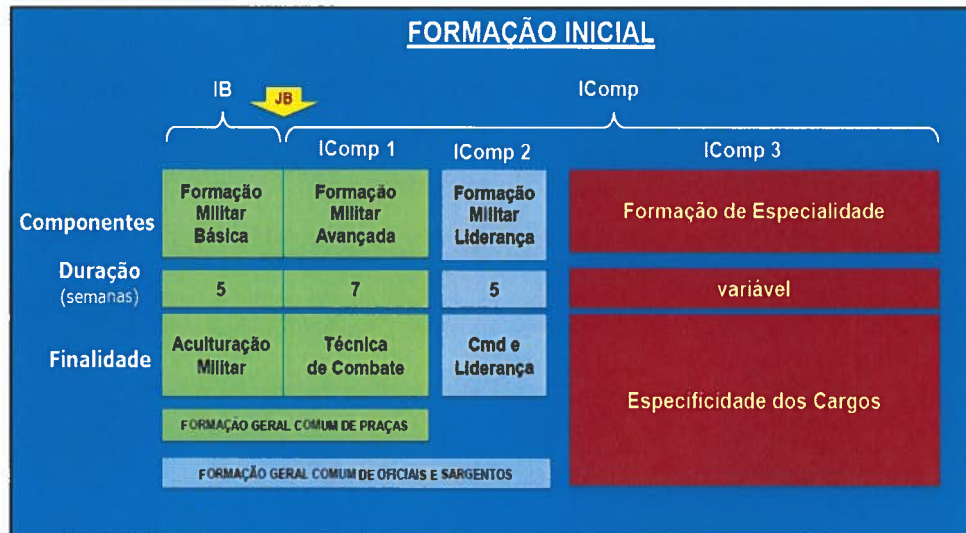 FORMAÇÃO INICIAL
IB
JB
IComp
IComp 1
IComp 2
IComp 3
Componentes
Formação
Militar
Básica
Formação
Militar
Avançada
Formação
Militar
Liderança
Formação de Especialidade
Duração
(semanas)
5
7
5
variável
Finalidade
Aculturação
Militar
Técnica
de Combate
Cmd e
Liderança
Especificidade dos Cargos
FORMAÇÃO GERAL COMUM DE PRAÇAS
FORMAÇÃO GERAL COMUM DE OFICIAIS E SARGENTOS